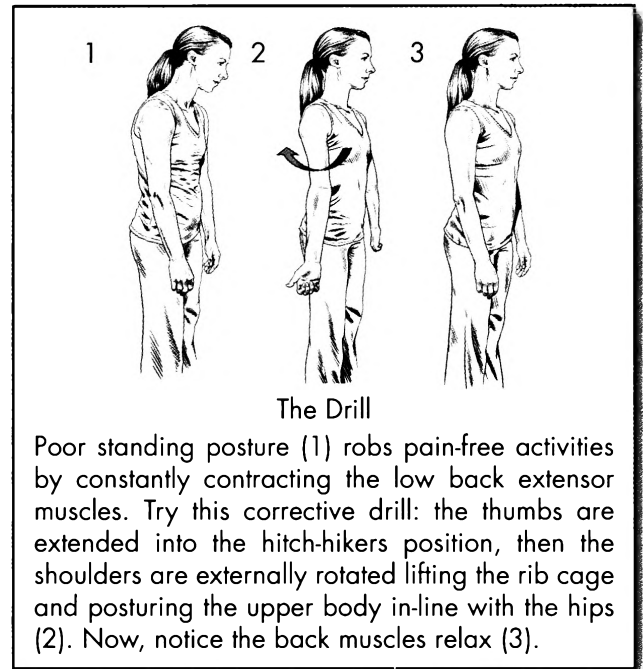 1 2 3
The Drill
Poor standing posture (1) robs pain-free activities
by constantly contracting the low back extensor
muscles. Try this corrective drill: the thumbs are
extended into the hitch-hikers position, then the
shoulders are externally rotated lifting the rib cage
and posturing the upper body in-line with the hips
(2). Now, notice the back muscles relax (3).